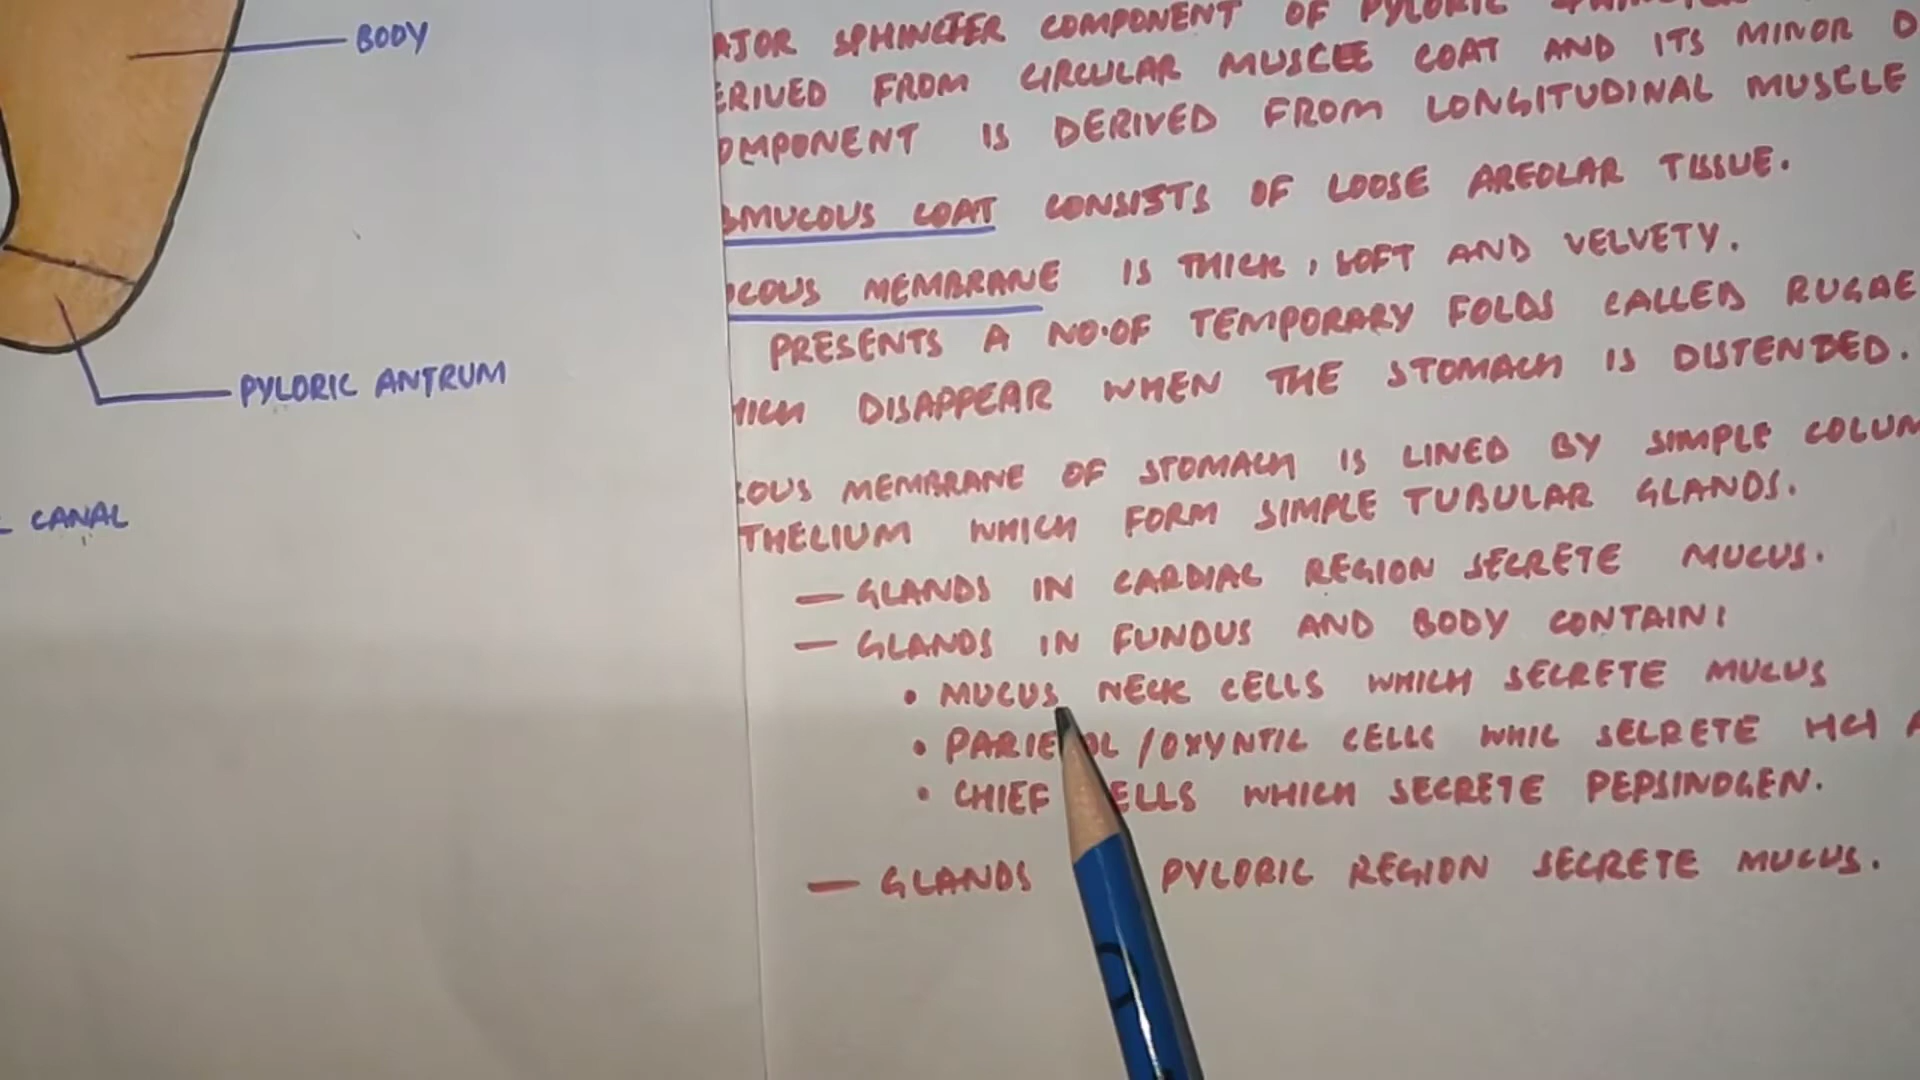 BODY
PYLORIC ANTRUM
CANAL
AJOR SPHINCTER COMPONENT OF PYLORIC
ERIVED FROM CIRCULAR MUSCLE COAT AND ITS MINOR
OMPONENT IS DERIVED FROM LONGITUDINAL MUSCLE
BMUCOUS COAT CONSISTS OF LOOSE AREOLAR TISSUE.
COUS MEMBRANE IS THICK, SOFT AND VELVETY.
PRESENTS A NO. OF TEMPORARY FOLDS CALLED RUGAE
HICH DISAPPEAR WHEN THE STOMACH IS DISTENDED.
COUS MEMBRANE OF STOMACH IS LINED BY SIMPLE COLUM
THELIUM WHICH FORM SIMPLE TUBULAR GLANDS.
— GLANDS IN CARDIAC REGION SECRETE MUCUS.
— GLANDS IN FUNDUS AND BODY CONTAIN:
• MUCUS NECK CELLS WHICH SECRETE MUCUS
• PARIE OL / OXYNTIC CELLS WHIC SECRETE HCl
• CHIEF ELLS WHICH SECRETE PEPSINOGEN.
— GLANDS PYLORIC REGION SECRETE MUCUS.